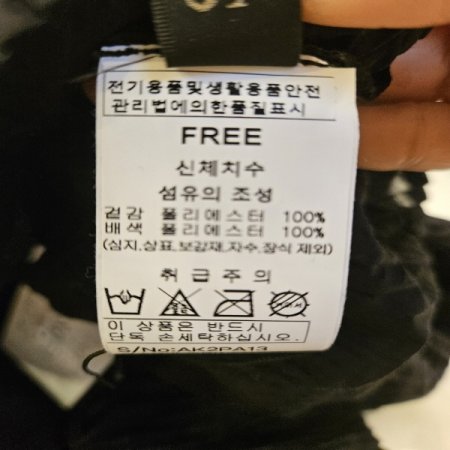 전기용품및생활용품안전
관리법에의한품질표시
FREE
신체치수
섬유의 조성
겉감 폴리에스터 100%
배색 폴리에스터 100%
(심지,상표,보강재,자수,장식 제외)
취급주의
이 상품은 반드시
단독 손세탁하십시오.
S/No:AK2PA13